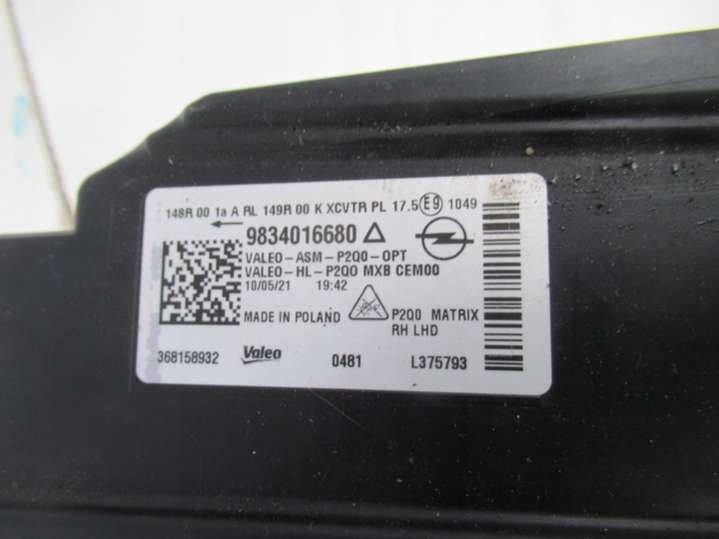 148R 00 1a A RL 149R 00 K XCVTR PL 17.5 E9 1049
9834016680
VALEO-ASM-P2Q0-OPT
VALEO-HL-P2QO MXB CEM00
10/05/21 19:42
MADE IN POLAND P2Q0 MATRIX
RH LHD
368158932 Valeo 0481 L375793